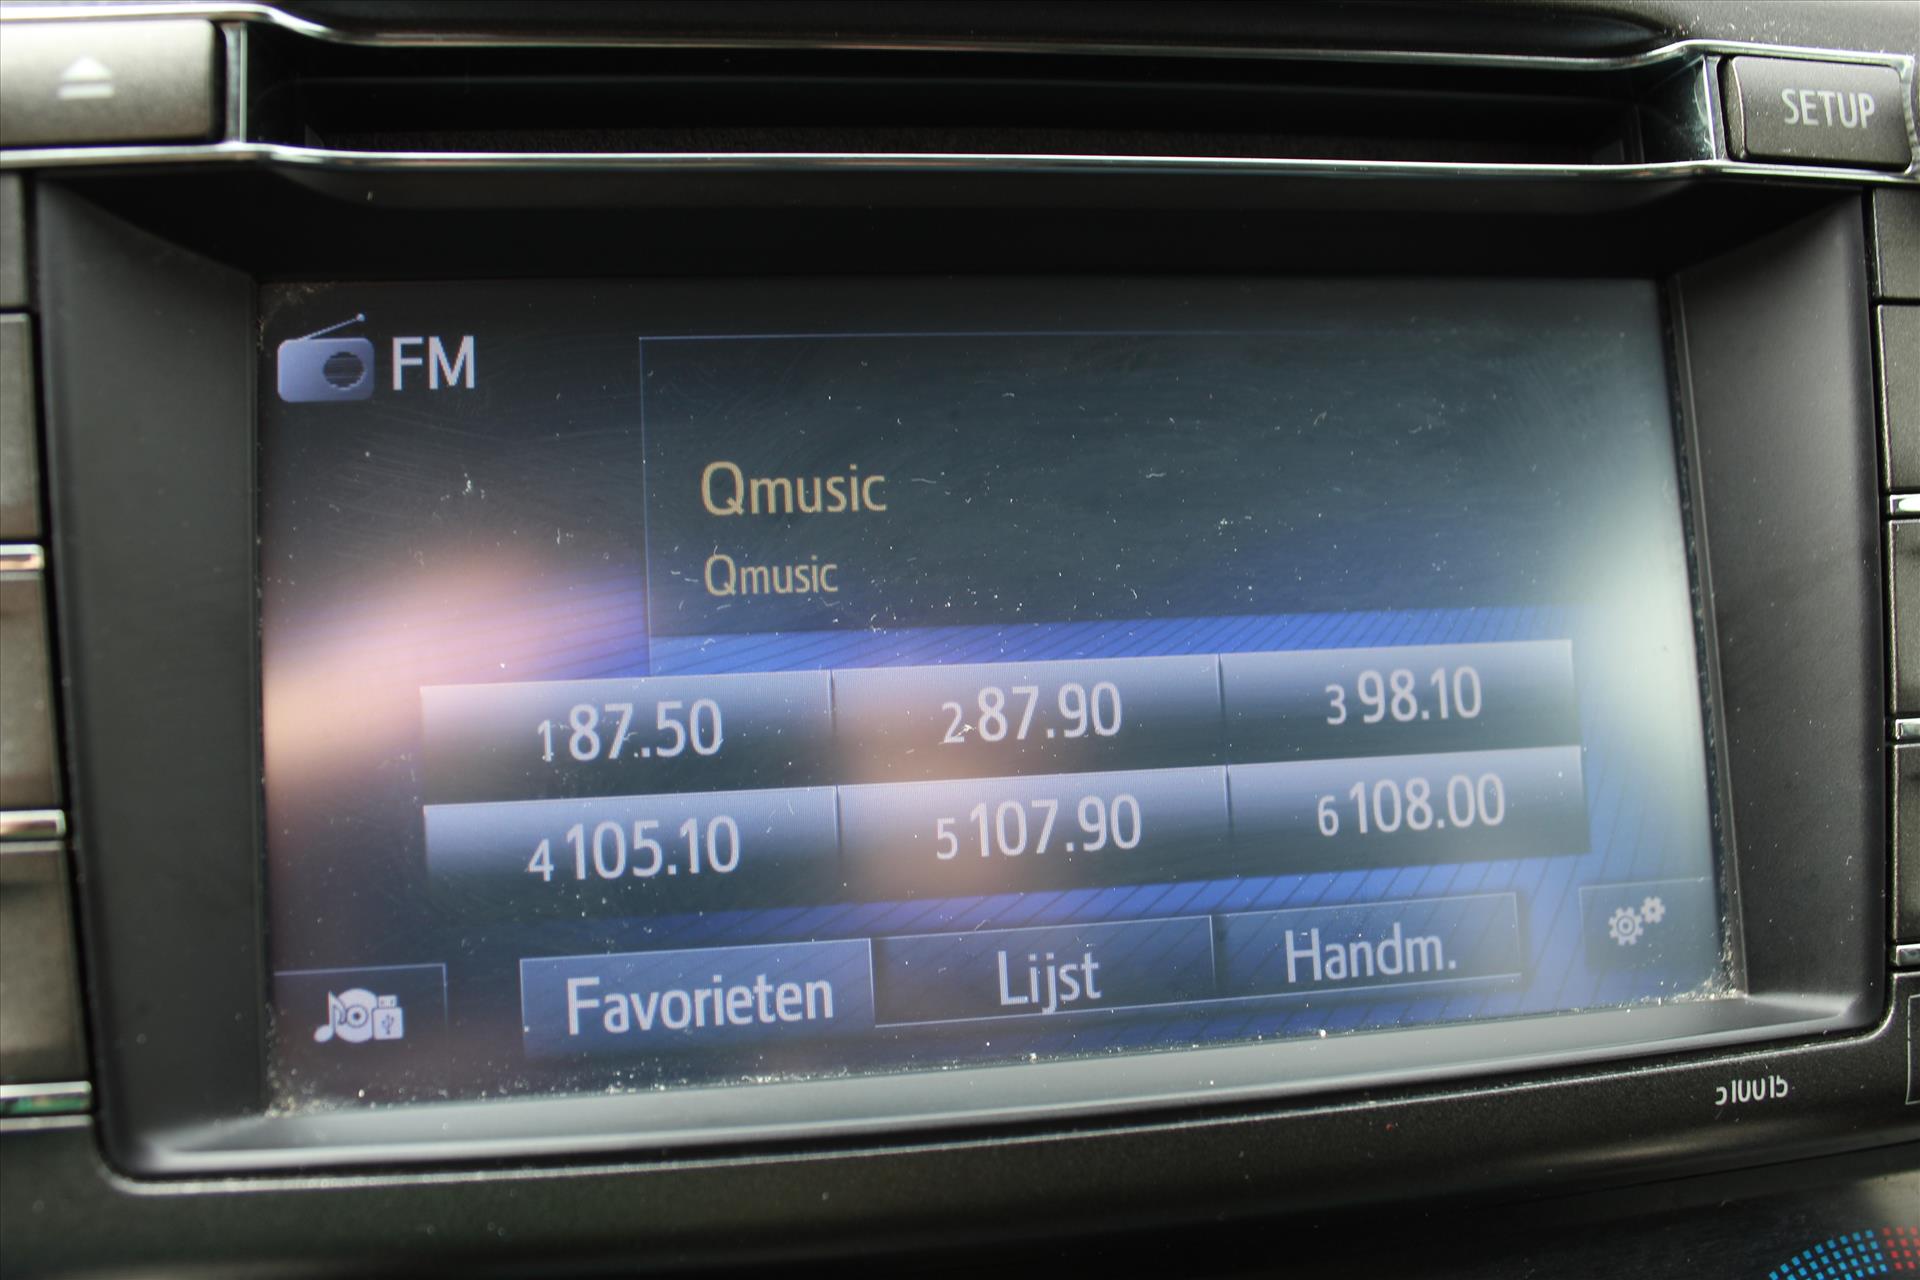 SETUP
FM
Qmusic
Qmusic
1 87.50 2 87.90 3 98.10
4 105.10 5 107.90 6 108.00
Favorieten Lijst Handm.
510015